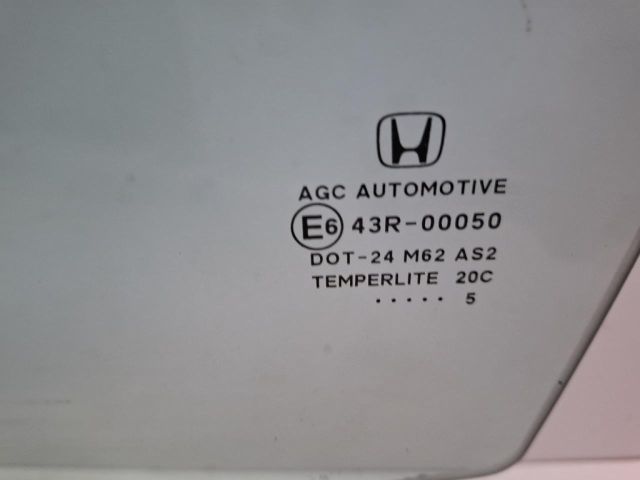 AGC AUTOMOTIVE
E6 43R-00050
DOT-24 M62 AS2
TEMPERLITE 20C
..... 5